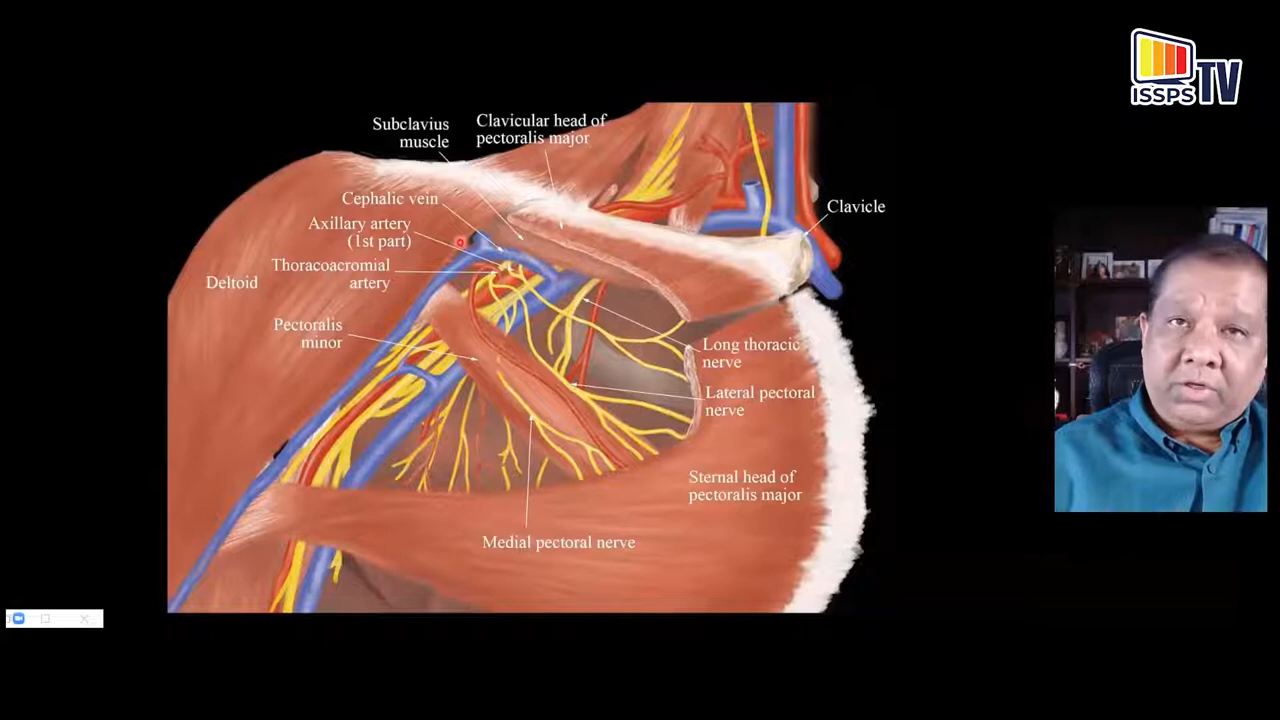 ISSPS TV
Subclavius
muscle
Clavicular head of
pectoralis major
Cephalic vein
Axillary artery
(1st part)
Clavicle
Thoracoacromial
artery
Deltoid
Pectoralis
minor
Long thoracic
nerve
Lateral pectoral
nerve
Sternal head of
pectoralis major
Medial pectoral nerve